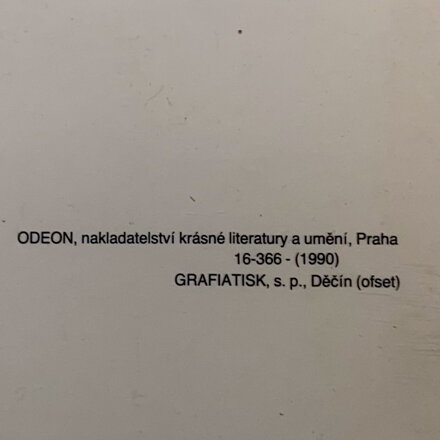 ODEON, nakladatelství krásné literatury a umění, Praha
16-366 - (1990)
GRAFIATISK, s. p., Děčín (ofset)